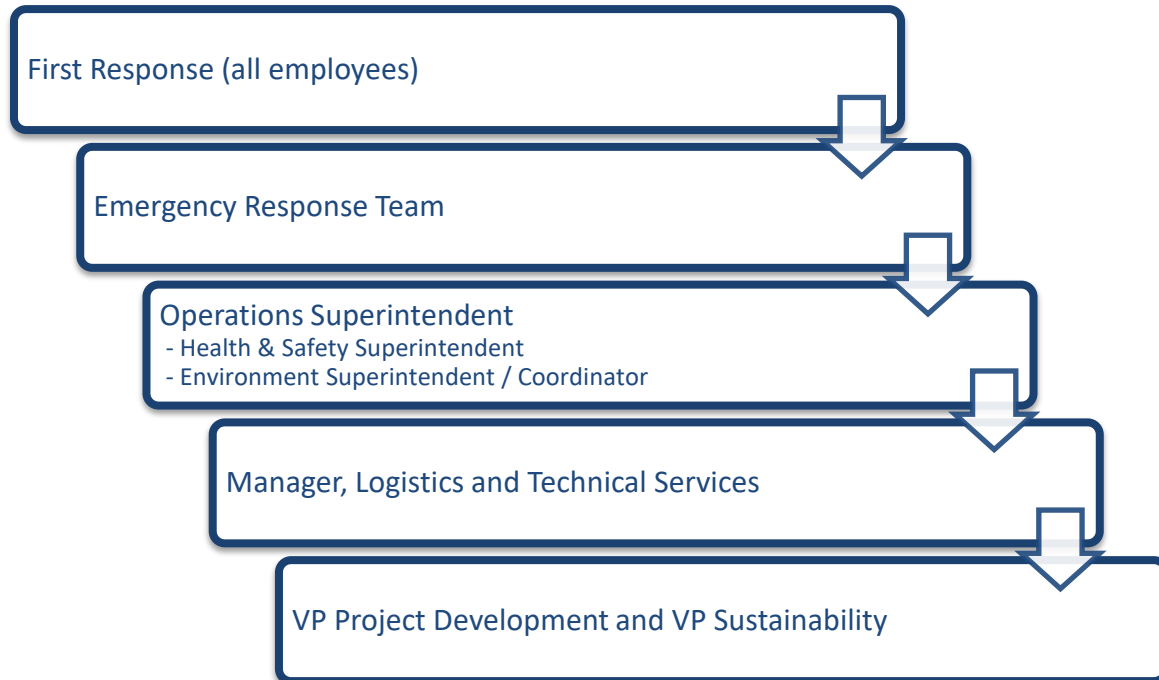 First Response (all employees)
Emergency Response Team
Operations Superintendent
- Health & Safety Superintendent
- Environment Superintendent / Coordinator
Manager, Logistics and Technical Services
VP Project Development and VP Sustainability